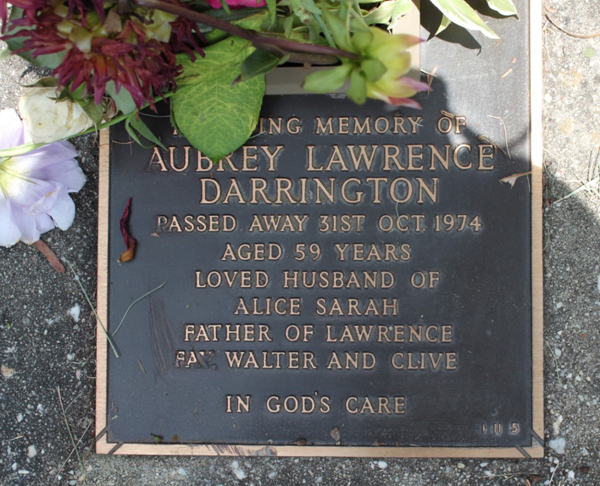 ING MEMORY OF
AUBREY LAWRENCE
DARRINGTON
PASSED AWAY 31ST OCT 1974
AGED 59 YEARS
LOVED HUSBAND OF
ALICE SARAH
FATHER OF LAWRENCE
FAY WALTER AND CLIVE
IN GOD'S CARE